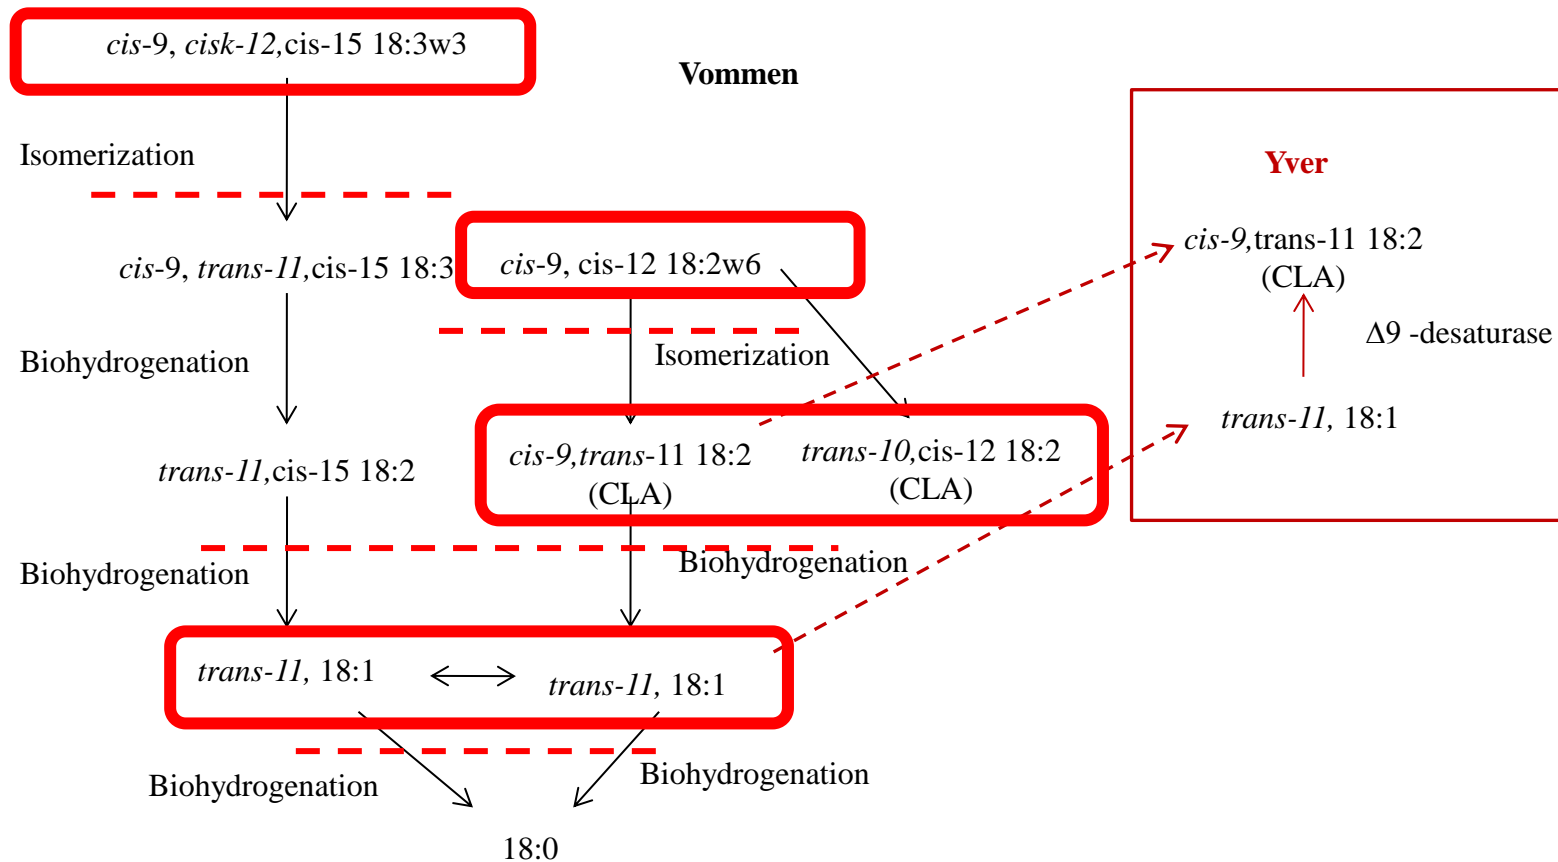 cis-9, cisk-12,cis-15 18:3w3
Vommen
Isomerization
Yver
cis-9, trans-11,cis-15 18:3
cis-9, cis-12 18:2w6
cis-9,trans-11 18:2
(CLA)
Δ9 -desaturase
Biohydrogenation
Isomerization
trans-11, 18:1
trans-11,cis-15 18:2
cis-9,trans-11 18:2
(CLA)
trans-10,cis-12 18:2
(CLA)
Biohydrogenation
Biohydrogenation
trans-11, 18:1
trans-11, 18:1
Biohydrogenation
Biohydrogenation
18:0